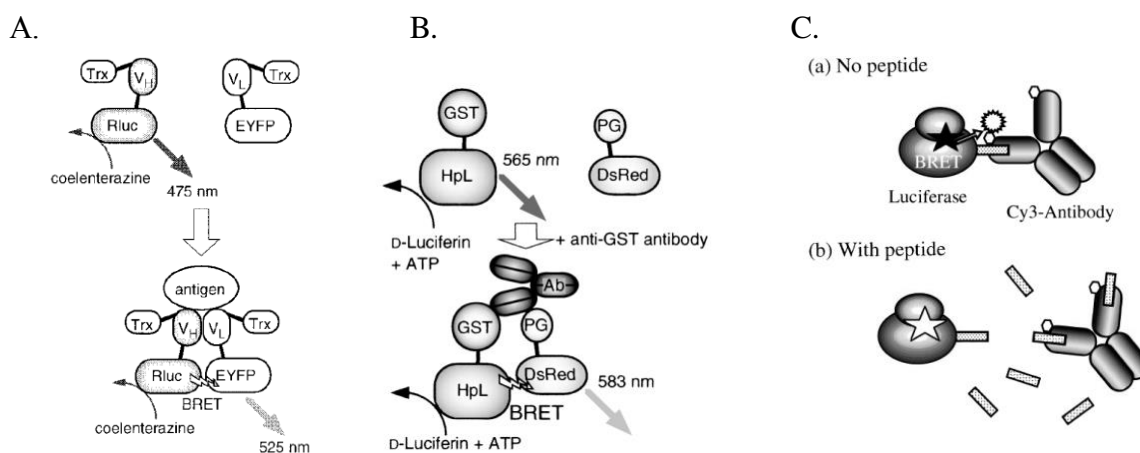 A.
Trx
VH
VL
Trx
Rluc
EYFP
coelenterazine
475 nm
antigen
Trx
VH
VL
Trx
Rluc
EYFP
BRET
coelenterazine
525 nm
B.
GST
PG
HpL
565 nm
DsRed
D-Luciferin
+ ATP
+ anti-GST antibody
Ab
GST
PG
HpL
DsRed
583 nm
BRET
D-Luciferin + ATP
C.
(a) No peptide
BRET
Luciferase
Cy3-Antibody
(b) With peptide